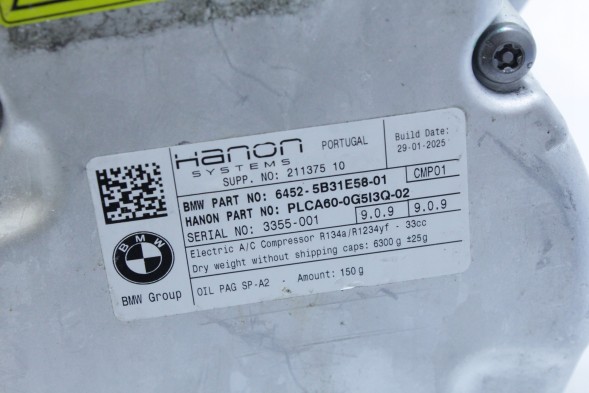 Hanon
SYSTEMS
PORTUGAL
Build Date:
29-01-2025
SUPP. NO: 211375 10
BMW PART NO: 6452-5B31E58-01
CMP01
HANON PART NO: PLCA60-0G5I3Q-02
SERIAL NO: 3355-001
9.0.9
9.0.9
Electric A/C Compressor R134a/R1234yf - 33cc
Dry weight without shipping caps: 6300 g ±25g
OIL PAG SP-A2 . Amount: 150 g
BMW
BMW Group